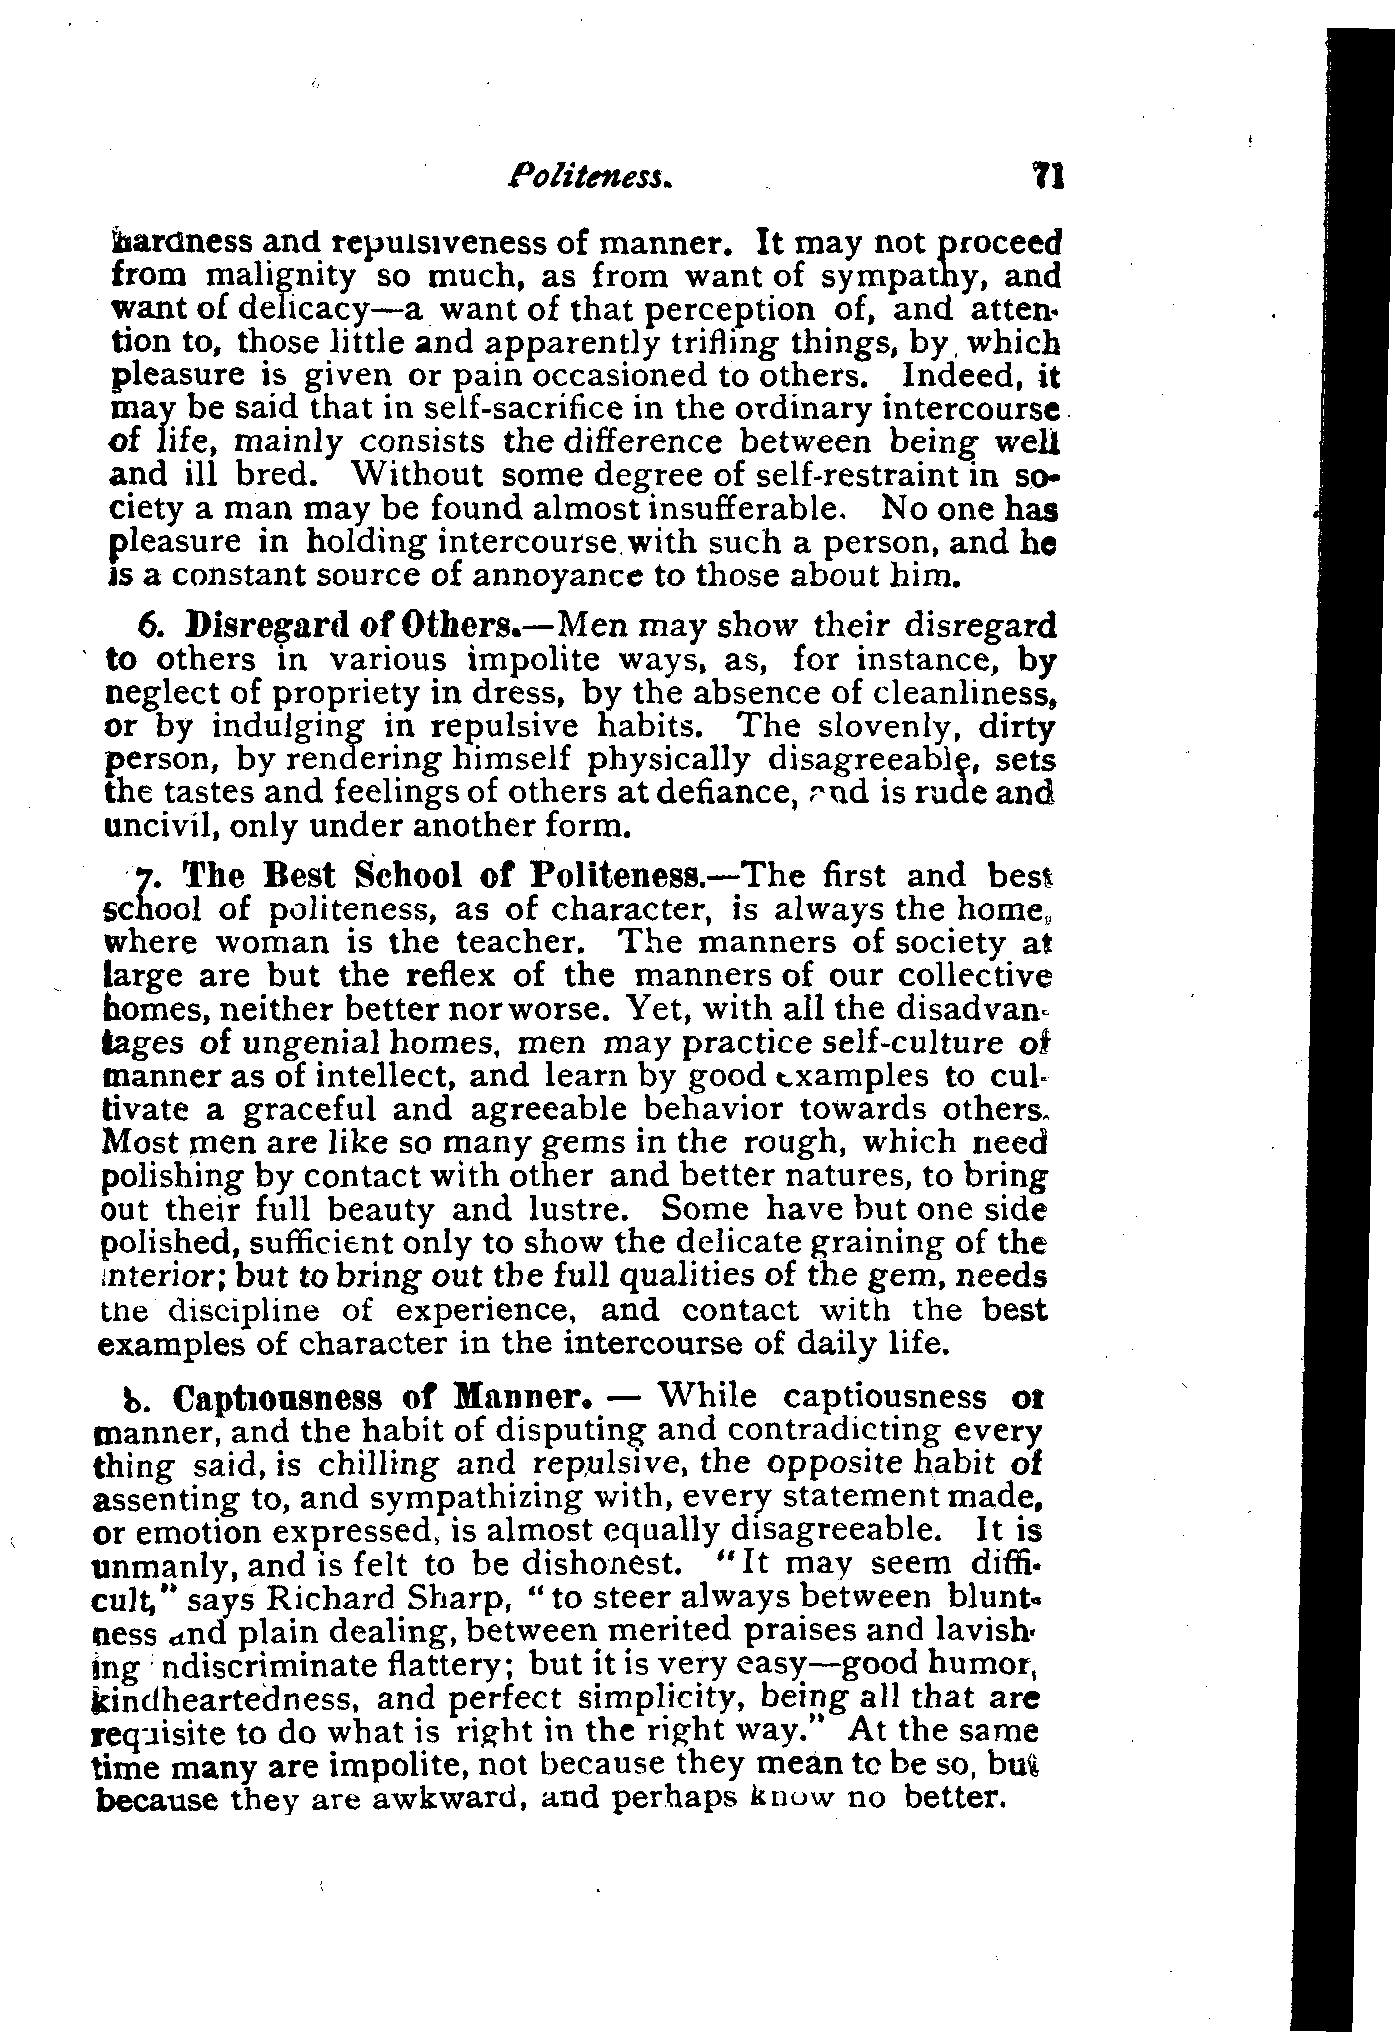 Politeness. 71
hardness and repulsiveness of manner. It may not proceed
from malignity so much, as from want of sympathy, and
want of delicacy—a want of that perception of, and atten-
tion to, those little and apparently trifling things, by which
pleasure is given or pain occasioned to others. Indeed, it
may be said that in self-sacrifice in the ordinary intercourse
of life, mainly consists the difference between being well
and ill bred. Without some degree of self-restraint in so-
ciety a man may be found almost insufferable. No one has
pleasure in holding intercourse with such a person, and he
is a constant source of annoyance to those about him.
6. Disregard of Others.—Men may show their disregard
to others in various impolite ways, as, for instance, by
neglect of propriety in dress, by the absence of cleanliness,
or by indulging in repulsive habits. The slovenly, dirty
person, by rendering himself physically disagreeable, sets
the tastes and feelings of others at defiance, and is rude and
uncivil, only under another form.
7. The Best School of Politeness.—The first and best
school of politeness, as of character, is always the home,
where woman is the teacher. The manners of society at
large are but the reflex of the manners of our collective
homes, neither better nor worse. Yet, with all the disadvan-
tages of ungenial homes, men may practice self-culture of
manner as of intellect, and learn by good examples to cul-
tivate a graceful and agreeable behavior towards others.
Most men are like so many gems in the rough, which need
polishing by contact with other and better natures, to bring
out their full beauty and lustre. Some have but one side
polished, sufficient only to show the delicate graining of the
interior; but to bring out the full qualities of the gem, needs
the discipline of experience, and contact with the best
examples of character in the intercourse of daily life.
8. Captiousness of Manner. — While captiousness of
manner, and the habit of disputing and contradicting every
thing said, is chilling and repulsive, the opposite habit of
assenting to, and sympathizing with, every statement made,
or emotion expressed, is almost equally disagreeable. It is
unmanly, and is felt to be dishonest. "It may seem diffi-
cult," says Richard Sharp, "to steer always between blunt-
ness and plain dealing, between merited praises and lavish-
ing indiscriminate flattery; but it is very easy—good humor,
kindheartedness, and perfect simplicity, being all that are
requisite to do what is right in the right way." At the same
time many are impolite, not because they mean to be so, but
because they are awkward, and perhaps know no better.